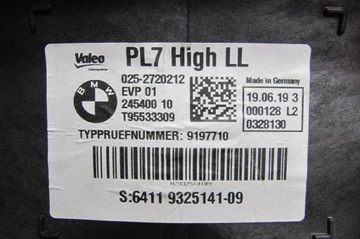 Valeo
PL7 High LL
BMW
025-2720212
EVP 01
245400 10
T95533309
Made in Germany
19.06.19 3
000128 L2
0328130
TYPPRUEFNUMMER: 9197710
S:6411 9325141-09